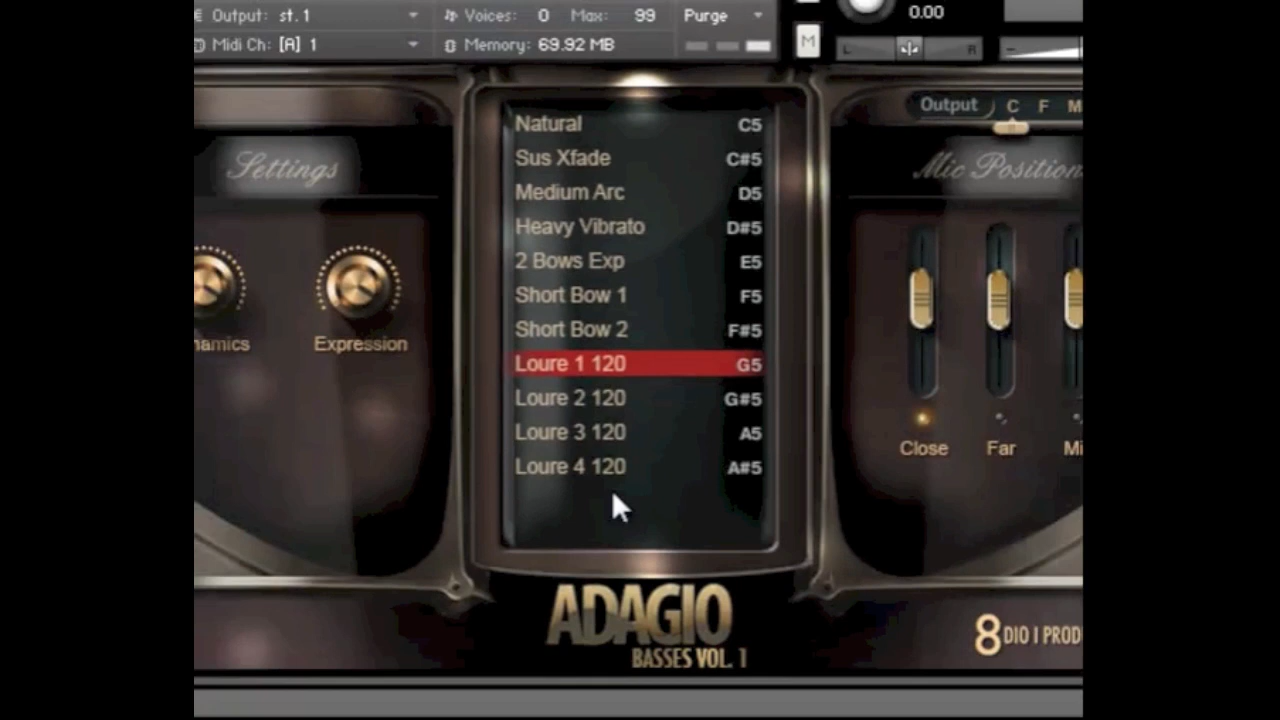 Output: st. 1
Voices: 0 Max: 99
Purge
0.00
Midi Ch: [A] 1
Memory: 69.92 MB
M
L
R
Output C F M
Settings
Mic Position
Natural C5
Sus Xfade C#5
Medium Arc D5
Heavy Vibrato D#5
2 Bows Exp E5
Short Bow 1 F5
Short Bow 2 F#5
Loure 1 120 G5
Loure 2 120 G#5
Loure 3 120 A5
Loure 4 120 A#5
namics
Expression
Close
Far
Mi
ADAGIO
BASSES VOL. 1
8DIO | PROD